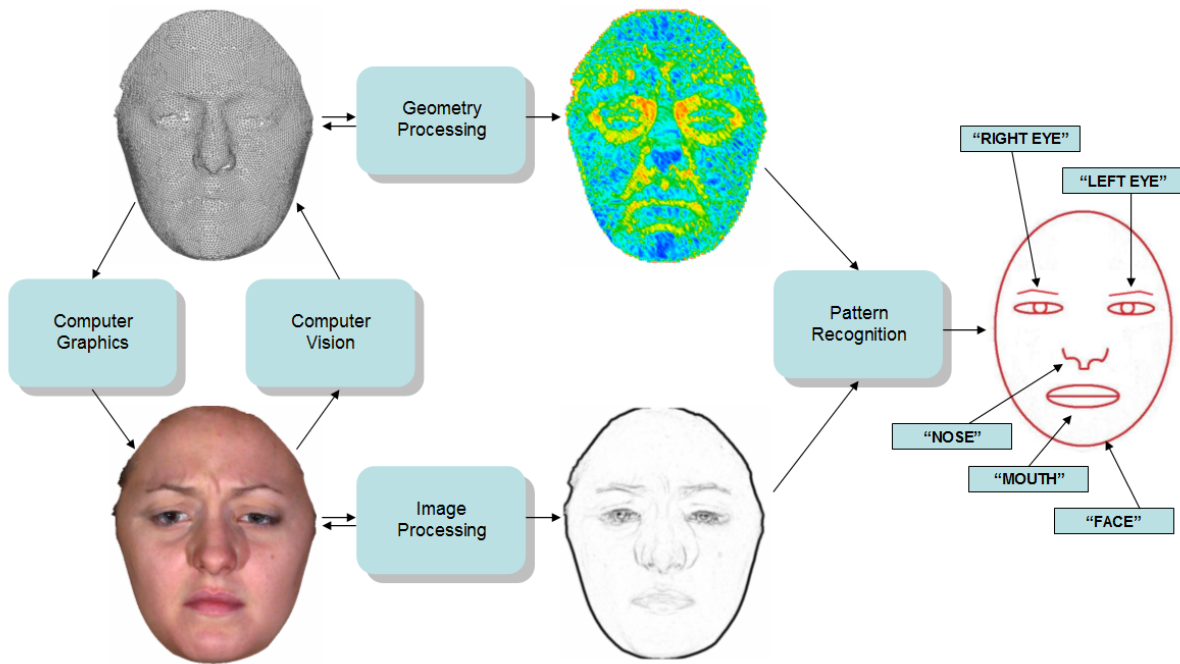 Geometry
Processing
"RIGHT EYE"
"LEFT EYE"
Computer
Graphics
Computer
Vision
Pattern
Recognition
"NOSE"
"MOUTH"
"FACE"
Image
Processing